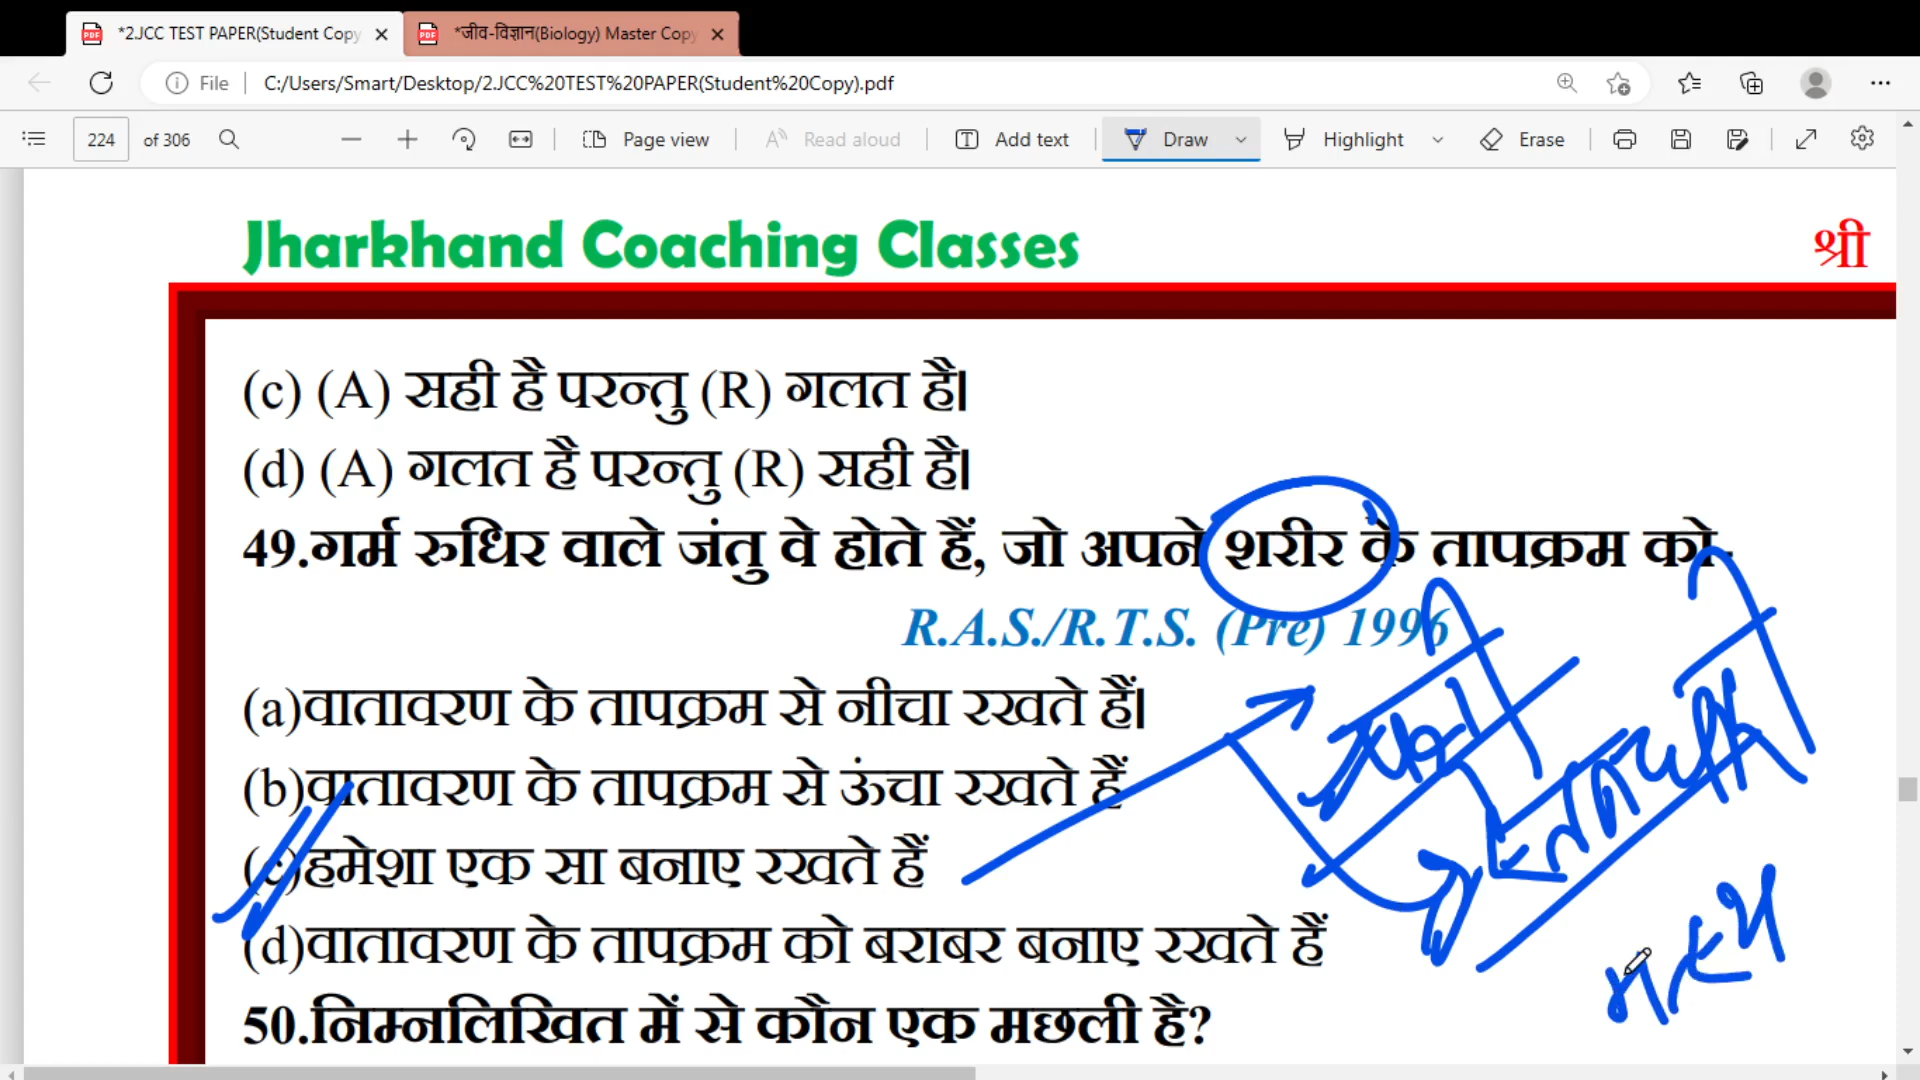 *2.JCC TEST PAPER(Student Copy
*जीव-विज्ञान(Biology) Master Copy
File
C:/Users/Smart/Desktop/2.JCC%20TEST%20PAPER(Student%20Copy).pdf
224 of 306
Page view
Read aloud
Add text
Draw
Highlight
Erase
Jharkhand Coaching Classes
श्री
(c) (A) सही है परन्तु (R) गलत है।
(d) (A) गलत है परन्तु (R) सही है।
49.गर्म रुधिर वाले जंतु वे होते हैं, जो अपने शरीर के तापक्रम को-
R.A.S./R.T.S. (Pre) 1996
(a)वातावरण के तापक्रम से नीचा रखते हैं।
(b)वातावरण के तापक्रम से ऊंचा रखते हैं
(c)हमेशा एक सा बनाए रखते हैं
(d)वातावरण के तापक्रम को बराबर बनाए रखते हैं
50.निम्नलिखित में से कौन एक मछली है?